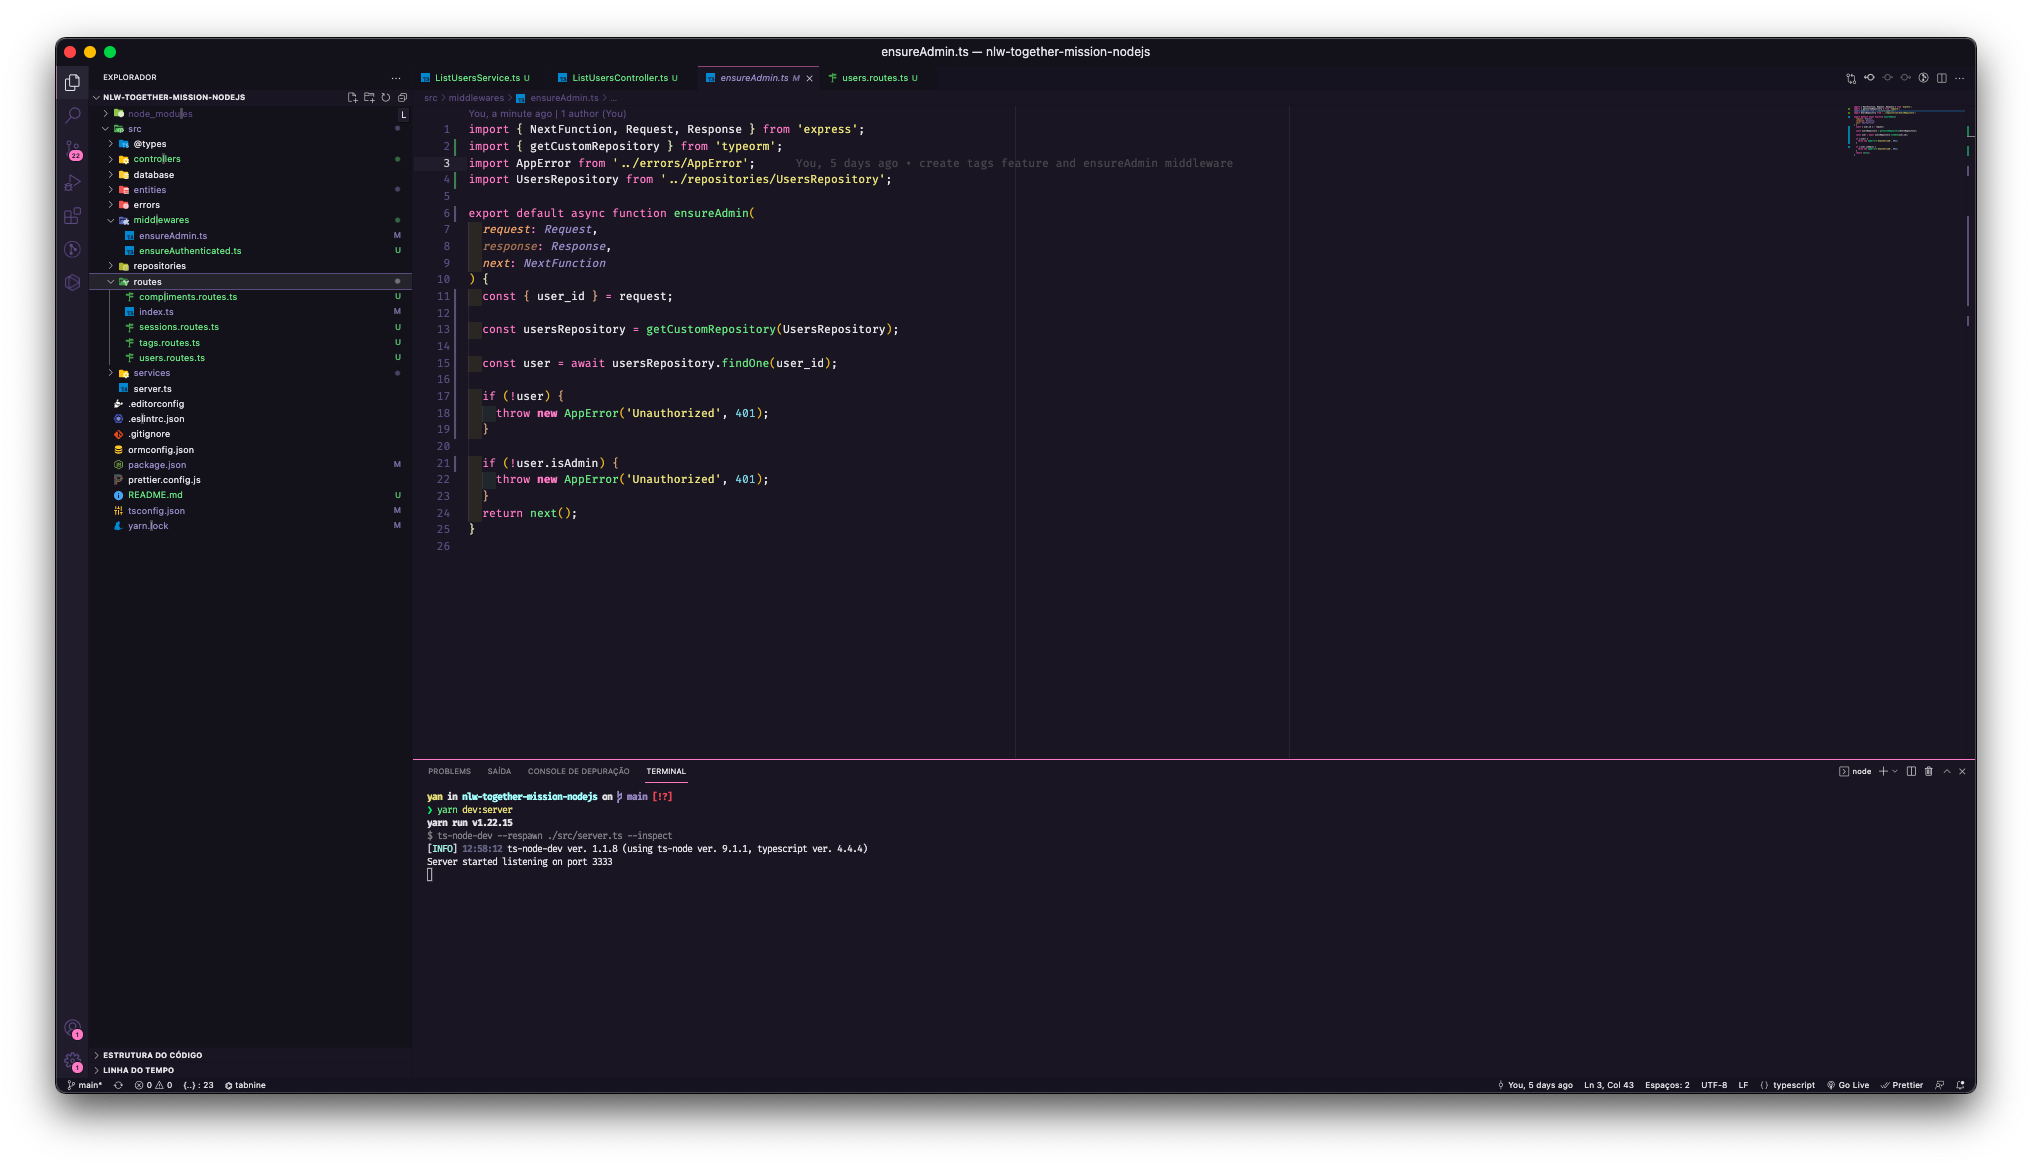 ensureAdmin.ts — nlw-together-mission-nodejs
EXPLORADOR
NLW-TOGETHER-MISSION-NODEJS
node_modules
L
src
@types
controllers
database
entities
errors
middlewares
ensureAdmin.ts M
ensureAuthenticated.ts U
repositories
routes
compliments.routes.ts U
index.ts M
sessions.routes.ts U
tags.routes.ts U
users.routes.ts U
services
server.ts
.editorconfig
.eslintrc.json
.gitignore
ormconfig.json
package.json M
prettier.config.js
README.md U
tsconfig.json M
yarn.lock M
ESTRUTURA DO CÓDIGO
LINHA DO TEMPO
22
1
1
ListUsersService.ts U ListUsersController.ts U ensureAdmin.ts M users.routes.ts U
src > middlewares > ensureAdmin.ts > ...
You, a minute ago | 1 author (You)
1 import { NextFunction, Request, Response } from 'express';
2 import { getCustomRepository } from 'typeorm';
3 import AppError from '../errors/AppError'; You, 5 days ago • create tags feature and ensureAdmin middleware
4 import UsersRepository from '../repositories/UsersRepository';
5
6 export default async function ensureAdmin(
7 request: Request,
8 response: Response,
9 next: NextFunction
10 ) {
11 const { user_id } = request;
12
13 const usersRepository = getCustomRepository(UsersRepository);
14
15 const user = await usersRepository.findOne(user_id);
16
17 if (!user) {
18 throw new AppError('Unauthorized', 401);
19 }
20
21 if (!user.isAdmin) {
22 throw new AppError('Unauthorized', 401);
23 }
24 return next();
25 }
26
PROBLEMS SAÍDA CONSOLE DE DEPURAÇÃO TERMINAL node
yan in nlw-together-mission-nodejs on main [!?]
❯ yarn dev:server
yarn run v1.22.15
$ ts-node-dev --respawn ./src/server.ts --inspect
[INFO] 12:58:12 ts-node-dev ver. 1.1.8 (using ts-node ver. 9.1.1, typescript ver. 4.4.4)
Server started listening on port 3333
main* 0 0 {..} : 23 tabnine You, 5 days ago Ln 3, Col 43 Espaços: 2 UTF-8 LF {} typescript Go Live Prettier